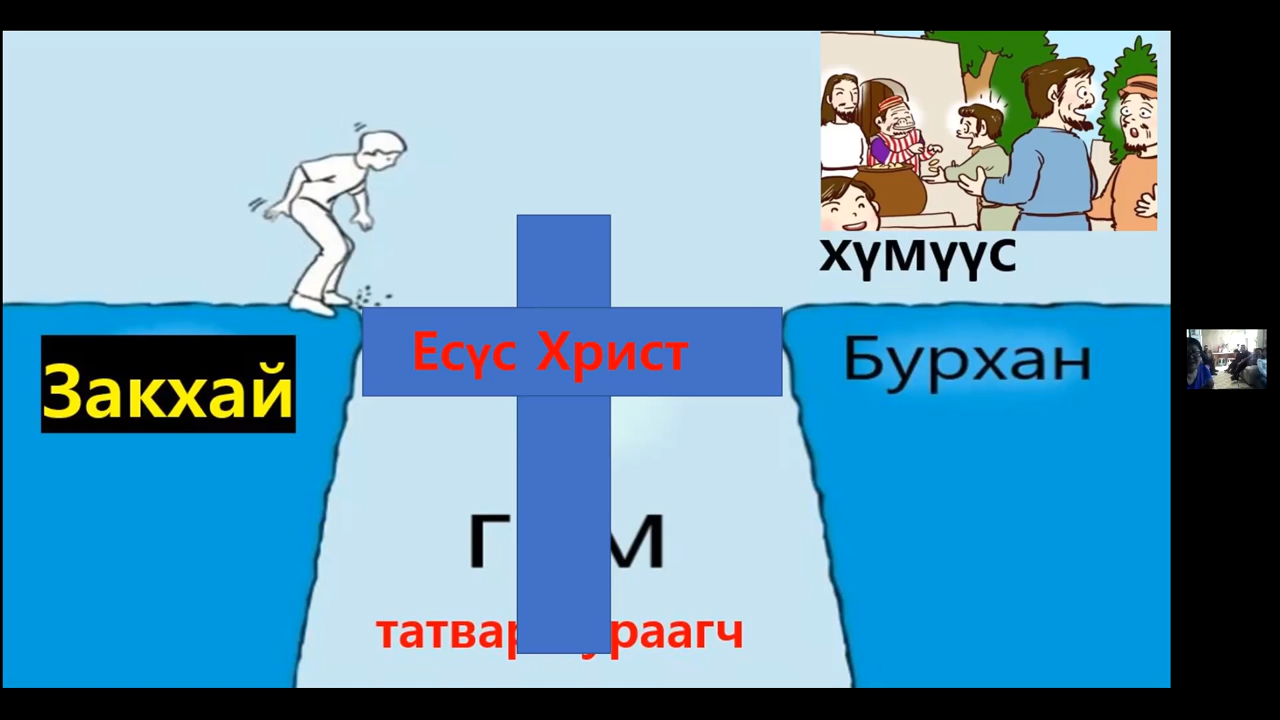 хүмүүс
Закхай
Есүс Христ
Бурхан
татвар